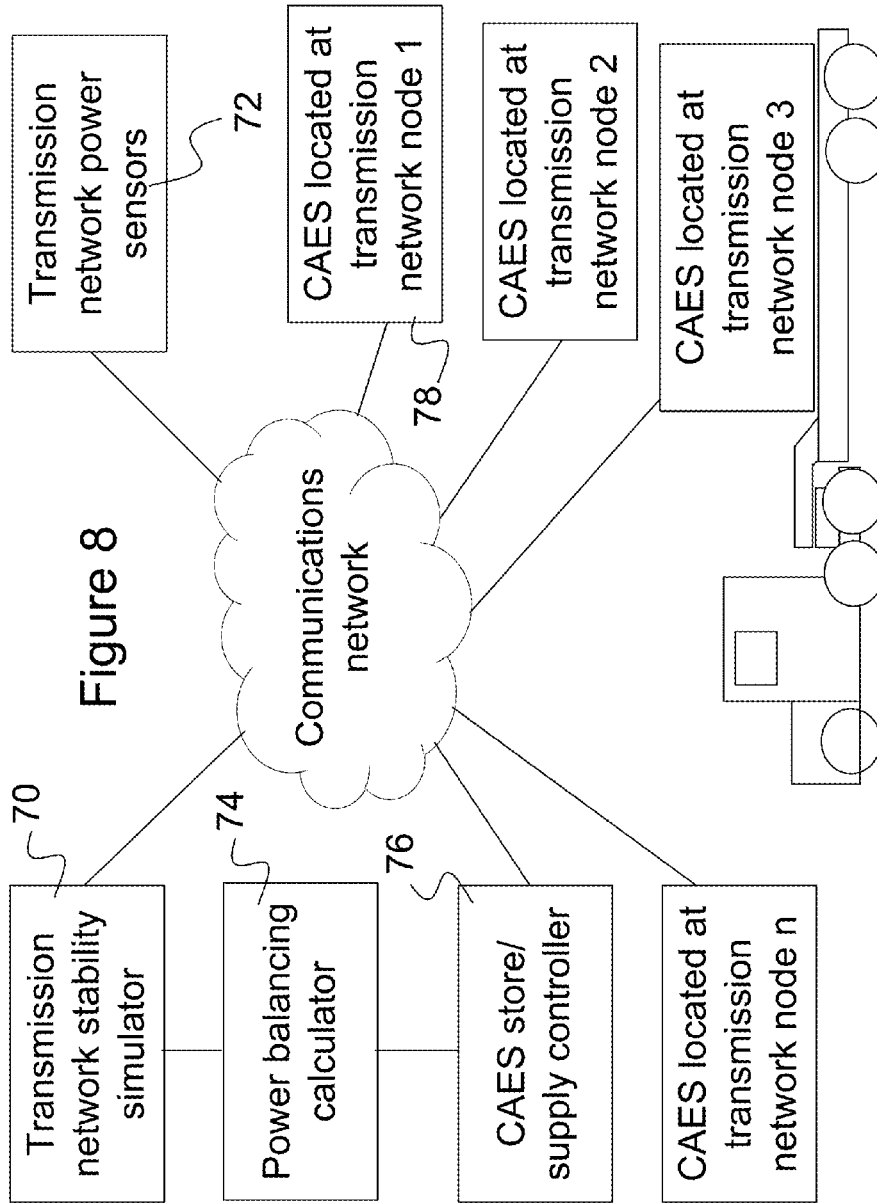 Figure 8
Transmission
network stability
simulator
70
Power balancing
calculator
74
CAES store/
supply controller
76
CAES located at
transmission
network node n
Communications
network
Transmission
network power
sensors
72
CAES located at
transmission
network node 1
78
CAES located at
transmission
network node 2
CAES located at
transmission
network node 3